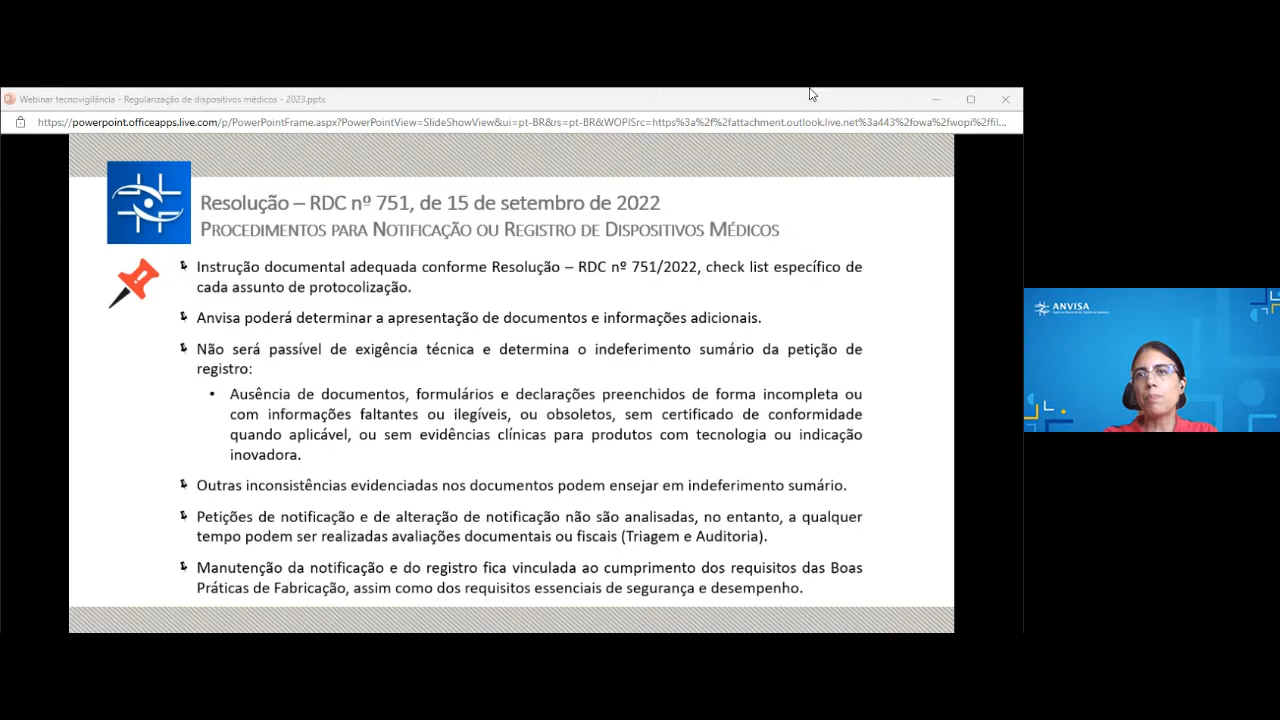 Webinar tecnovigilância - Regularização de dispositivos médicos - 2023.pptx
https://powerpoint.officeapps.live.com/p/PowerPointFrame.aspx?PowerPointView=SlideShowView&ui=pt-BR&rs=pt-BR&WOPISrc=https%3a%2f%2fattachment.outlook.live.net%3a443%2fowa%2fwopi%2ffil...
Resolução – RDC nº 751, de 15 de setembro de 2022
PROCEDIMENTOS PARA NOTIFICAÇÃO OU REGISTRO DE DISPOSITIVOS MÉDICOS
Instrução documental adequada conforme Resolução – RDC nº 751/2022, check list específico de
cada assunto de protocolização.
Anvisa poderá determinar a apresentação de documentos e informações adicionais.
Não será passível de exigência técnica e determina o indeferimento sumário da petição de
registro:
• Ausência de documentos, formulários e declarações preenchidos de forma incompleta ou
com informações faltantes ou ilegíveis, ou obsoletos, sem certificado de conformidade
quando aplicável, ou sem evidências clínicas para produtos com tecnologia ou indicação
inovadora.
Outras inconsistências evidenciadas nos documentos podem ensejar em indeferimento sumário.
Petições de notificação e de alteração de notificação não são analisadas, no entanto, a qualquer
tempo podem ser realizadas avaliações documentais ou fiscais (Triagem e Auditoria).
Manutenção da notificação e do registro fica vinculada ao cumprimento dos requisitos das Boas
Práticas de Fabricação, assim como dos requisitos essenciais de segurança e desempenho.
ANVISA